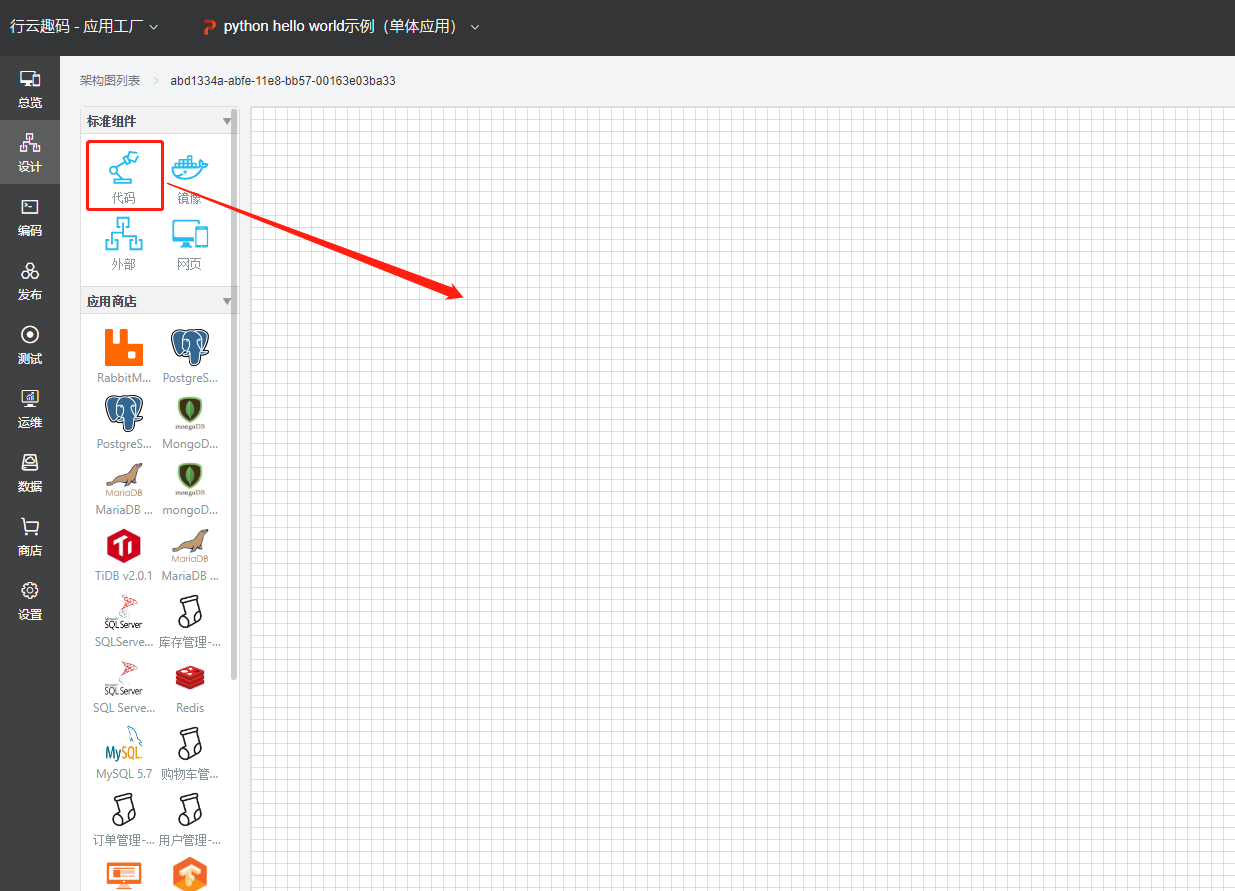 行云趣码 - 应用工厂
python hello world示例（单体应用）
总览
设计
编码
发布
测试
运维
数据
商店
设置
架构图列表
abd1334a-abfe-11e8-bb57-00163e03ba33
标准组件
代码
镜像
外部
网页
应用商店
RabbitM...
PostgreS...
PostgreS...
MongoD...
mongoDB
MariaDB
mongoDB
MariaDB ...
mongoD...
MariaDB
TiDB v2.0.1
MariaDB ...
SQLServer
SQLServe...
库存管理-...
SQLServer
SQL Serve...
Redis
MySQL
MySQL 5.7
购物车管...
订单管理-...
用户管理-...